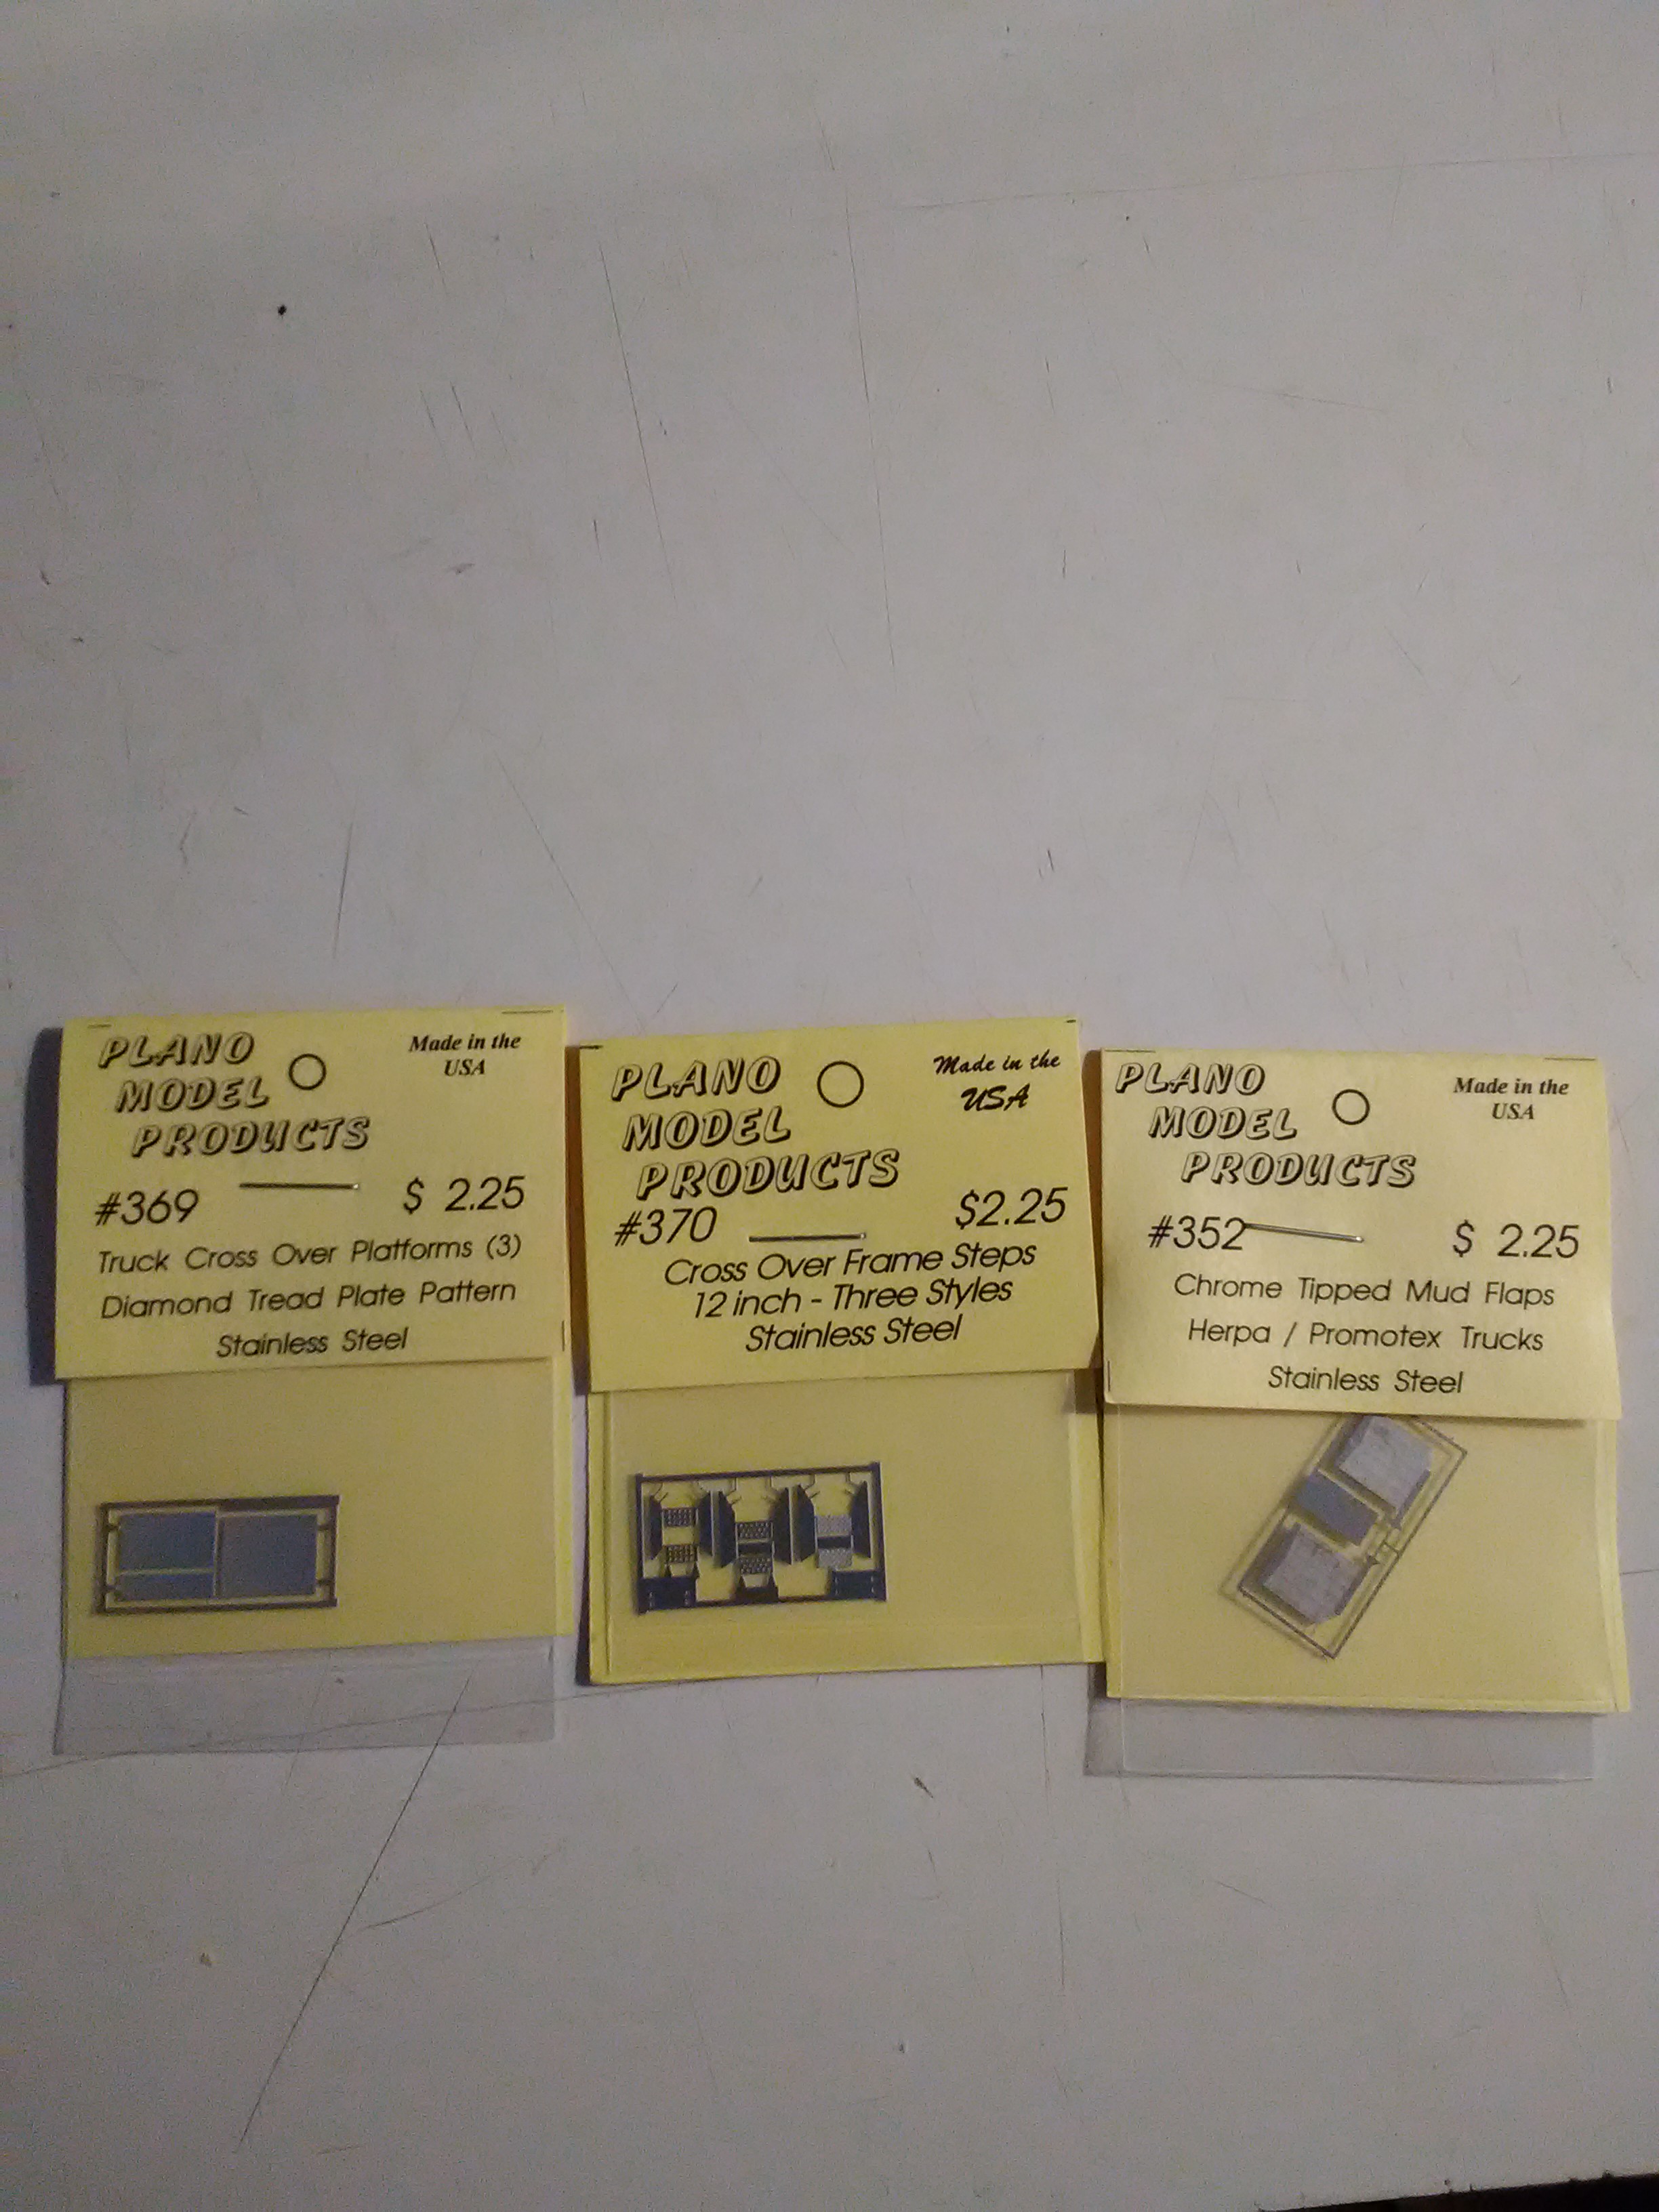 PLANO
MODEL
PRODUCTS
Made in the
USA
#369
$ 2.25
Truck Cross Over Platforms (3)
Diamond Tread Plate Pattern
Stainless Steel
PLANO
MODEL
PRODUCTS
Made in the
USA
#370
$2.25
Cross Over Frame Steps
12 inch - Three Styles
Stainless Steel
PLANO
MODEL
PRODUCTS
Made in the
USA
#352
$ 2.25
Chrome Tipped Mud Flaps
Herpa / Promotex Trucks
Stainless Steel